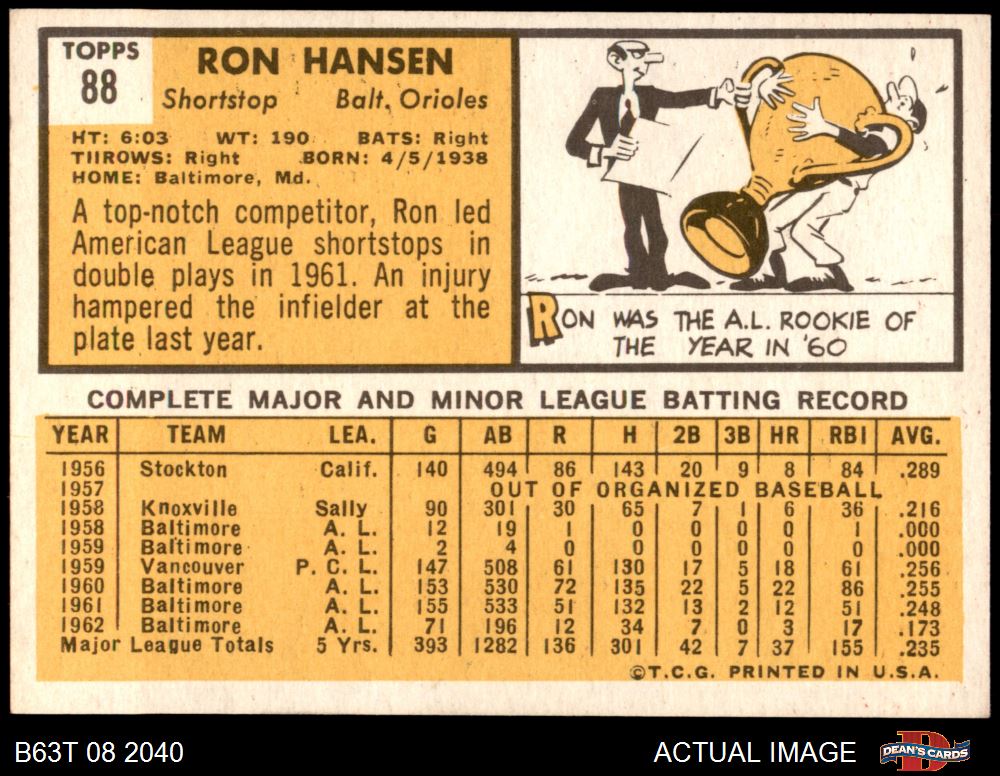 TOPPS
88
RON HANSEN
Shortstop Balt. Orioles
HT: 6:03 WT: 190 BATS: Right
THROWS: Right BORN: 4/5/1938
HOME: Baltimore, Md.
A top-notch competitor, Ron led
American League shortstops in
double plays in 1961. An injury
hampered the infielder at the
plate last year.
RON WAS THE A.L. ROOKIE OF
THE YEAR IN '60
COMPLETE MAJOR AND MINOR LEAGUE BATTING RECORD
YEAR TEAM LEA. G AB R H 2B 3B HR RBI AVG.
1956 Stockton Calif. 140 494 86 143 20 9 8 84 .289
1957 OUT OF ORGANIZED BASEBALL
1958 Knoxville Sally 90 301 30 65 7 1 6 36 .216
1958 Baltimore A. L. 12 19 1 0 0 0 0 1 .000
1959 Baltimore A. L. 2 4 0 0 0 0 0 0 .000
1959 Vancouver P. C. L. 147 508 61 130 17 5 18 61 .256
1960 Baltimore A. L. 153 530 72 135 22 5 22 86 .255
1961 Baltimore A. L. 155 533 51 132 13 2 12 51 .248
1962 Baltimore A. L. 71 196 12 34 7 0 3 17 .173
Major League Totals 5 Yrs. 393 1282 136 301 42 7 37 155 .235
©T.C.G. PRINTED IN U.S.A.
B63T 08 2040 ACTUAL IMAGE DEAN'S CARDS